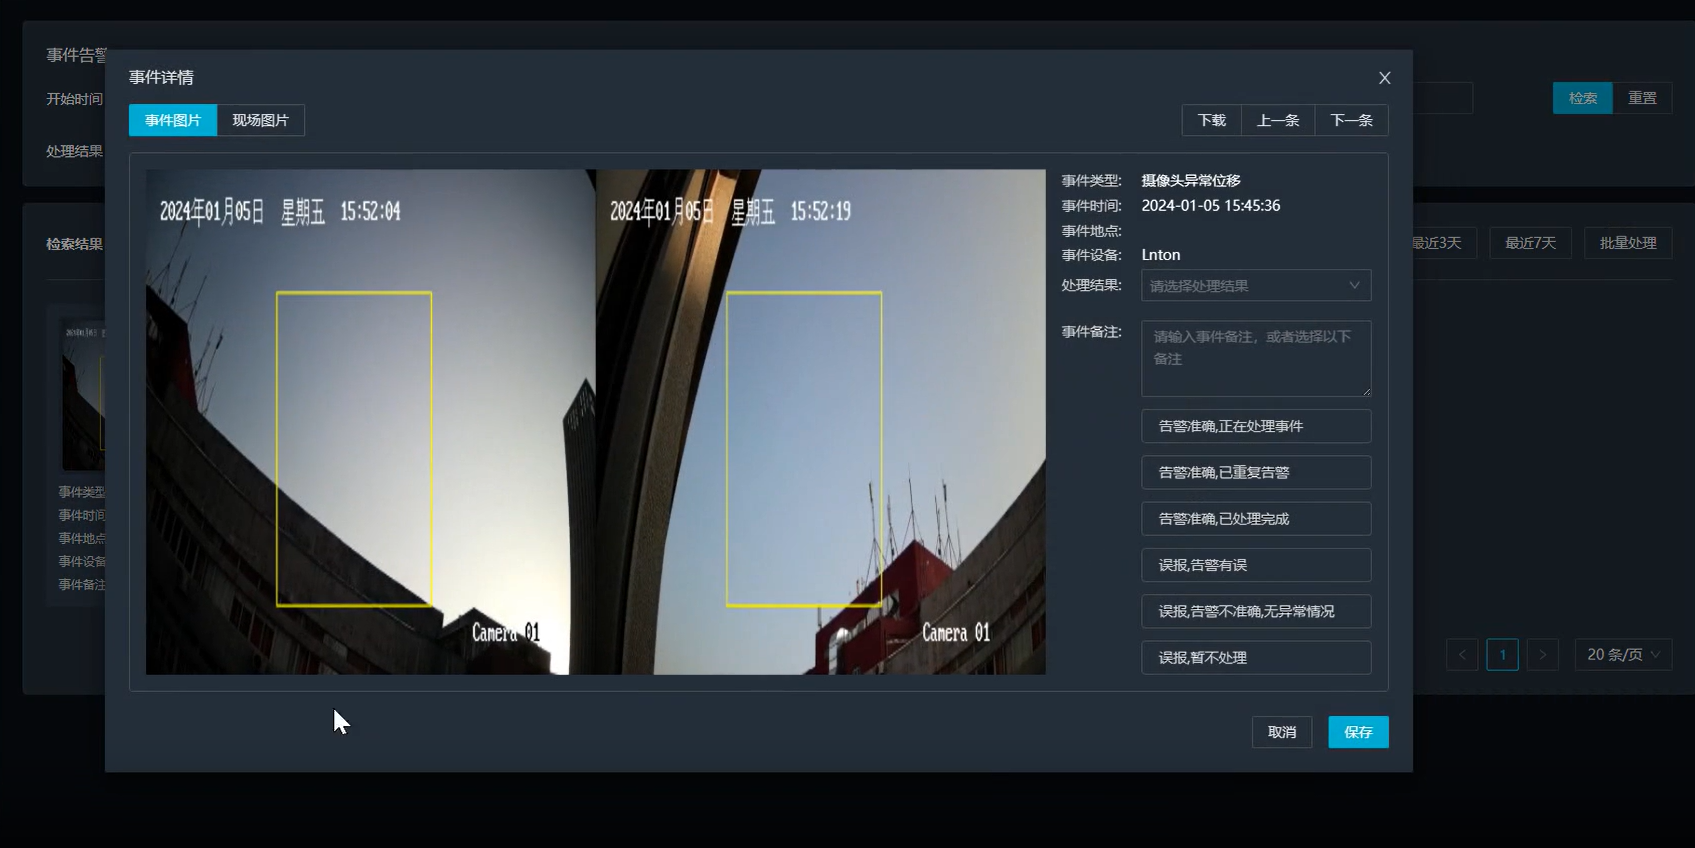 事件告警
事件详情
开始时间
事件图片
现场图片
下载
上一条
下一条
检索
重置
处理结果
2024年01月05日 星期五 15:52:04
2024年01月05日 星期五 15:52:19
Camera 01
Camera 01
事件类型: 摄像头异常位移
事件时间: 2024-01-05 15:45:36
事件地点:
事件设备: Lnton
处理结果: 请选择处理结果
事件备注: 请输入事件备注，或者选择以下
备注
告警准确,正在处理事件
告警准确,已重复告警
告警准确,已处理完成
误报,告警有误
误报,告警不准确,无异常情况
误报,暂不处理
取消
保存
检索结果
最近3天
最近7天
批量处理
事件类型
事件时间
事件地点
事件设备
事件备注
1
20 条/页